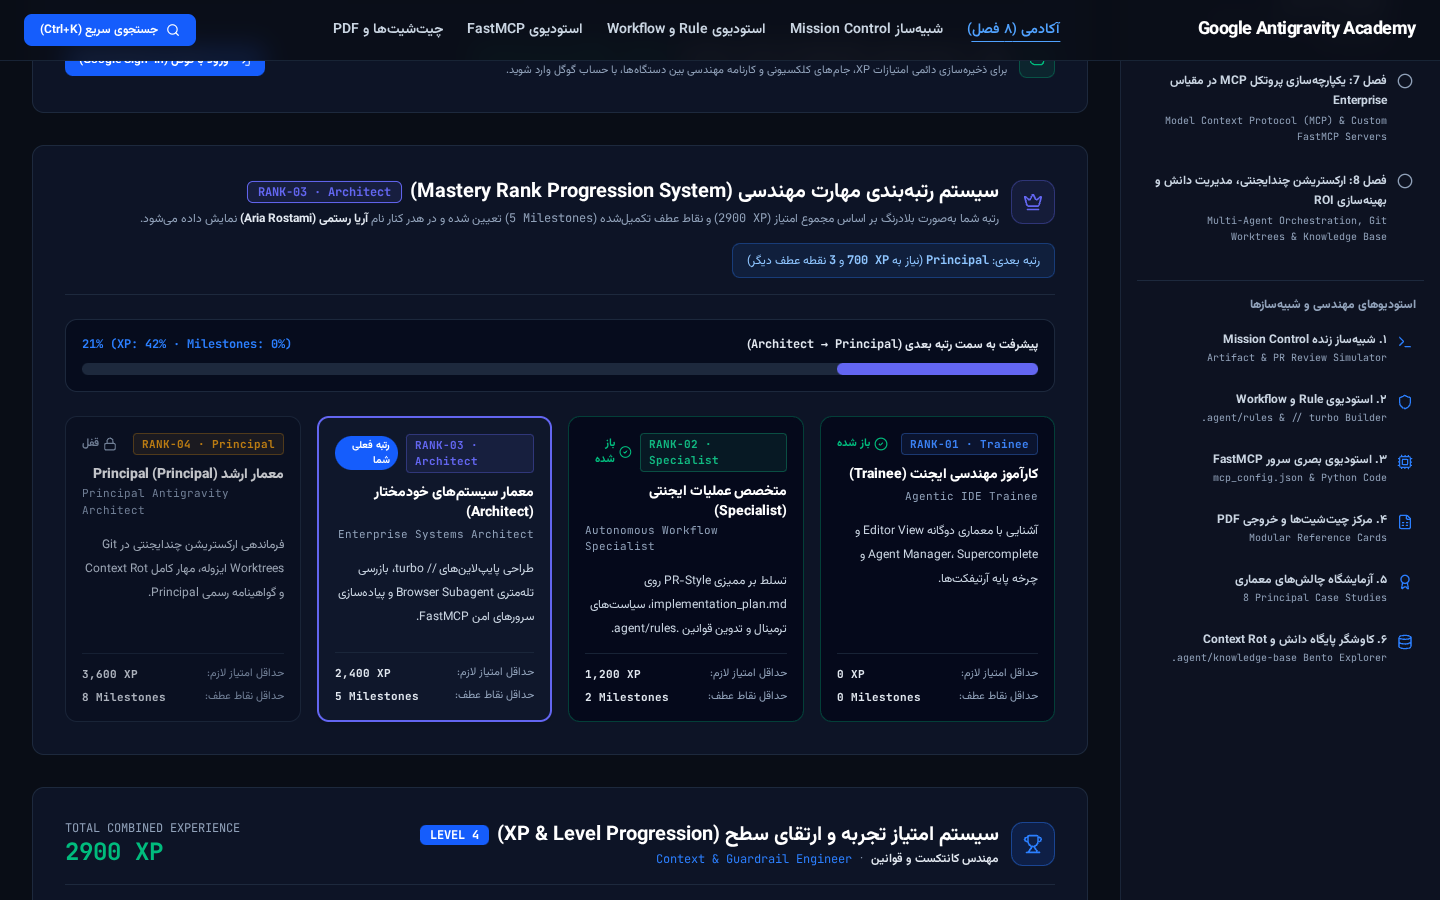 Google Antigravity Academy
آکادمی (۸ فصل)
شبیه‌ساز Mission Control
استودیوی Rule و Workflow
استودیوی FastMCP
چیت‌شیت‌ها و PDF
جستجوی سریع (Ctrl+K)
برای ذخیره‌سازی دائمی امتیازات XP، جام‌های کلکسیونی و کارنامه مهندسی بین دستگاه‌ها، با حساب گوگل وارد شوید.
فصل 7: یکپارچه‌سازی پروتکل MCP در مقیاس
Enterprise
Model Context Protocol (MCP) & Custom
FastMCP Servers
فصل 8: ارکستریشن چندایجنتی، مدیریت دانش و
بهینه‌سازی ROI
Multi-Agent Orchestration, Git
Worktrees & Knowledge Base
استودیوهای مهندسی و شبیه‌سازها
۱. شبیه‌ساز زنده Mission Control
Artifact & PR Review Simulator
۲. استودیوی Rule و Workflow
.agent/rules & // turbo Builder
۳. استودیوی بصری سرور FastMCP
mcp_config.json & Python Code
۴. مرکز چیت‌شیت‌ها و خروجی PDF
Modular Reference Cards
۵. آزمایشگاه چالش‌های معماری
8 Principal Case Studies
۶. کاوشگر پایگاه دانش و Context Rot
.agent/knowledge-base Bento Explorer
سیستم رتبه‌بندی مهارت مهندسی (Mastery Rank Progression System) RANK-03 · Architect
رتبه شما به‌صورت بلادرنگ بر اساس مجموع امتیاز (2900 XP) و نقاط عطف تکمیل‌شده (5 Milestones) تعیین شده و در هدر کنار نام آریا رستمی (Aria Rostami) نمایش داده می‌شود.
رتبه بعدی: Principal (نیاز به 700 XP و 3 نقطه عطف دیگر)
پیشرفت به سمت رتبه بعدی (Architect → Principal)
21% (XP: 42% · Milestones: 0%)
RANK-01 · Trainee
باز شده
کارآموز مهندسی ایجنت (Trainee)
Agentic IDE Trainee
آشنایی با معماری دوگانه Editor View و
Agent Manager، Supercomplete و
چرخه پایه آرتیفکت‌ها.
حداقل امتیاز لازم: 0 XP
حداقل نقاط عطف: 0 Milestones
RANK-02 ·
Specialist
باز
شده
متخصص عملیات ایجنتی
(Specialist)
Autonomous Workflow
Specialist
تسلط بر ممیزی PR-Style روی
implementation_plan.md، سیاست‌های
ترمینال و تدوین قوانین .agent/rules.
حداقل امتیاز لازم: 1,200 XP
حداقل نقاط عطف: 2 Milestones
RANK-03 ·
Architect
رتبه فعلی
شما
معمار سیستم‌های خودمختار
(Architect)
Enterprise Systems Architect
طراحی پایپ‌لاین‌های // turbo، بازرسی
تله‌متری Browser Subagent و پیاده‌سازی
سرورهای امن FastMCP.
حداقل امتیاز لازم: 2,400 XP
حداقل نقاط عطف: 5 Milestones
RANK-04 · Principal
قفل
معمار ارشد Principal (Principal)
Principal Antigravity
Architect
فرماندهی ارکستریشن چندایجنتی در Git
Worktrees ایزوله، مهار کامل Context Rot
و گواهینامه رسمی Principal.
حداقل امتیاز لازم: 3,600 XP
حداقل نقاط عطف: 8 Milestones
سیستم امتیاز تجربه و ارتقای سطح (XP & Level Progression) LEVEL 4
مهندس کانتکست و قوانین · Context & Guardrail Engineer
TOTAL COMBINED EXPERIENCE
2900 XP